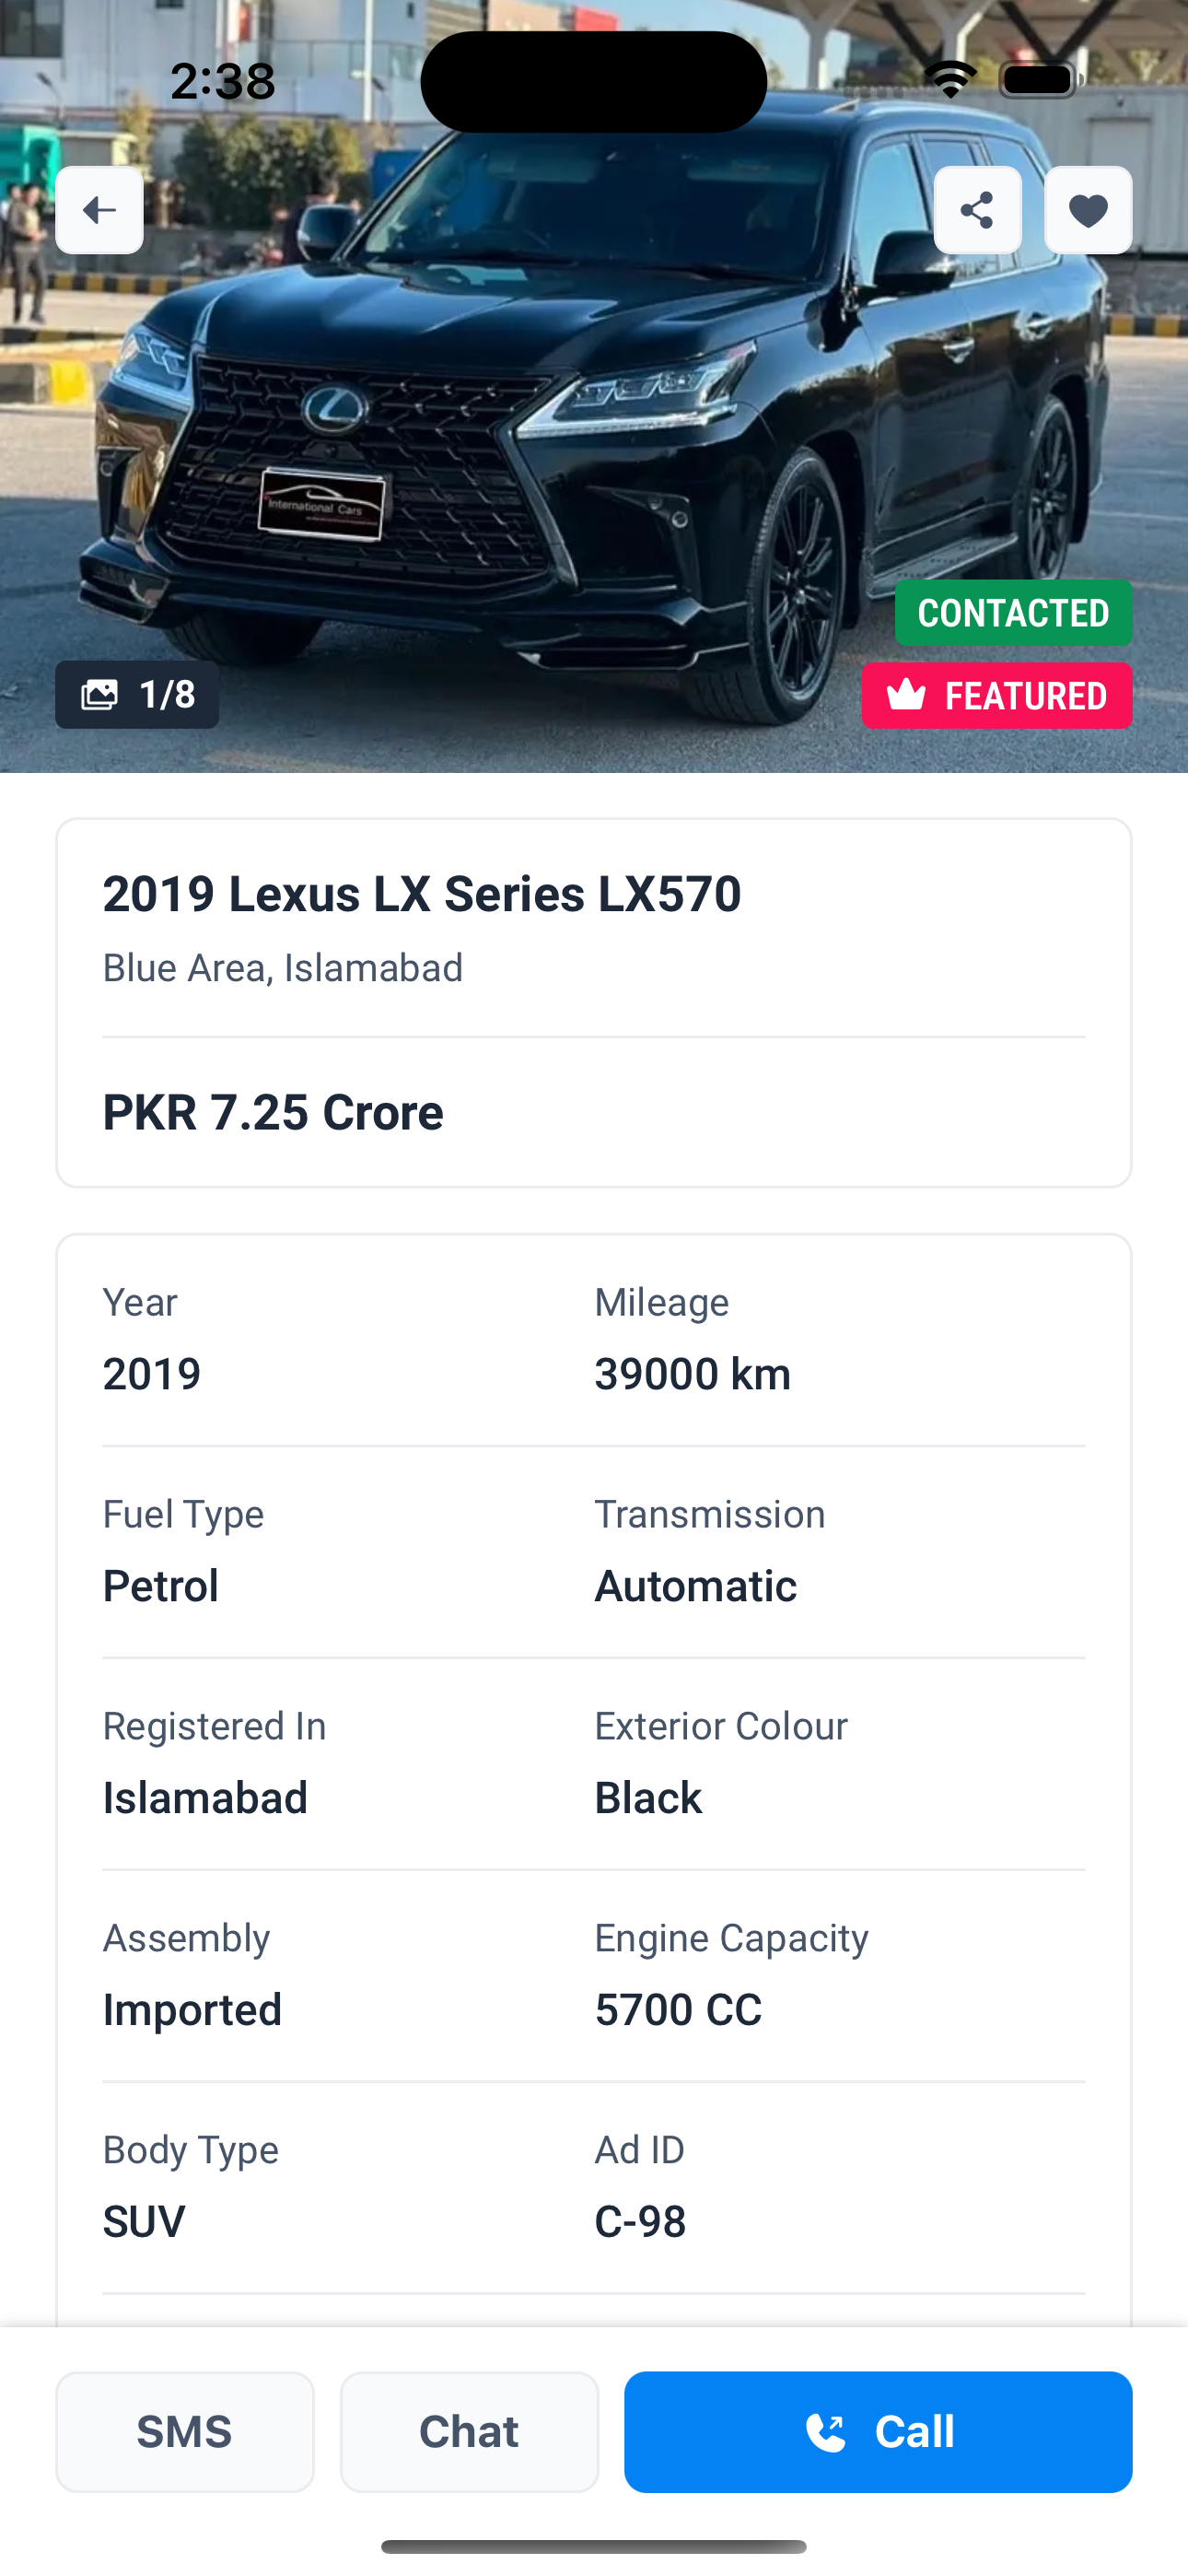 2:38
International Cars
CONTACTED
1/8
FEATURED
2019 Lexus LX Series LX570
Blue Area, Islamabad
PKR 7.25 Crore
Year
Mileage
2019
39000 km
Fuel Type
Transmission
Petrol
Automatic
Registered In
Exterior Colour
Islamabad
Black
Assembly
Engine Capacity
Imported
5700 CC
Body Type
Ad ID
SUV
C-98
SMS
Chat
Call